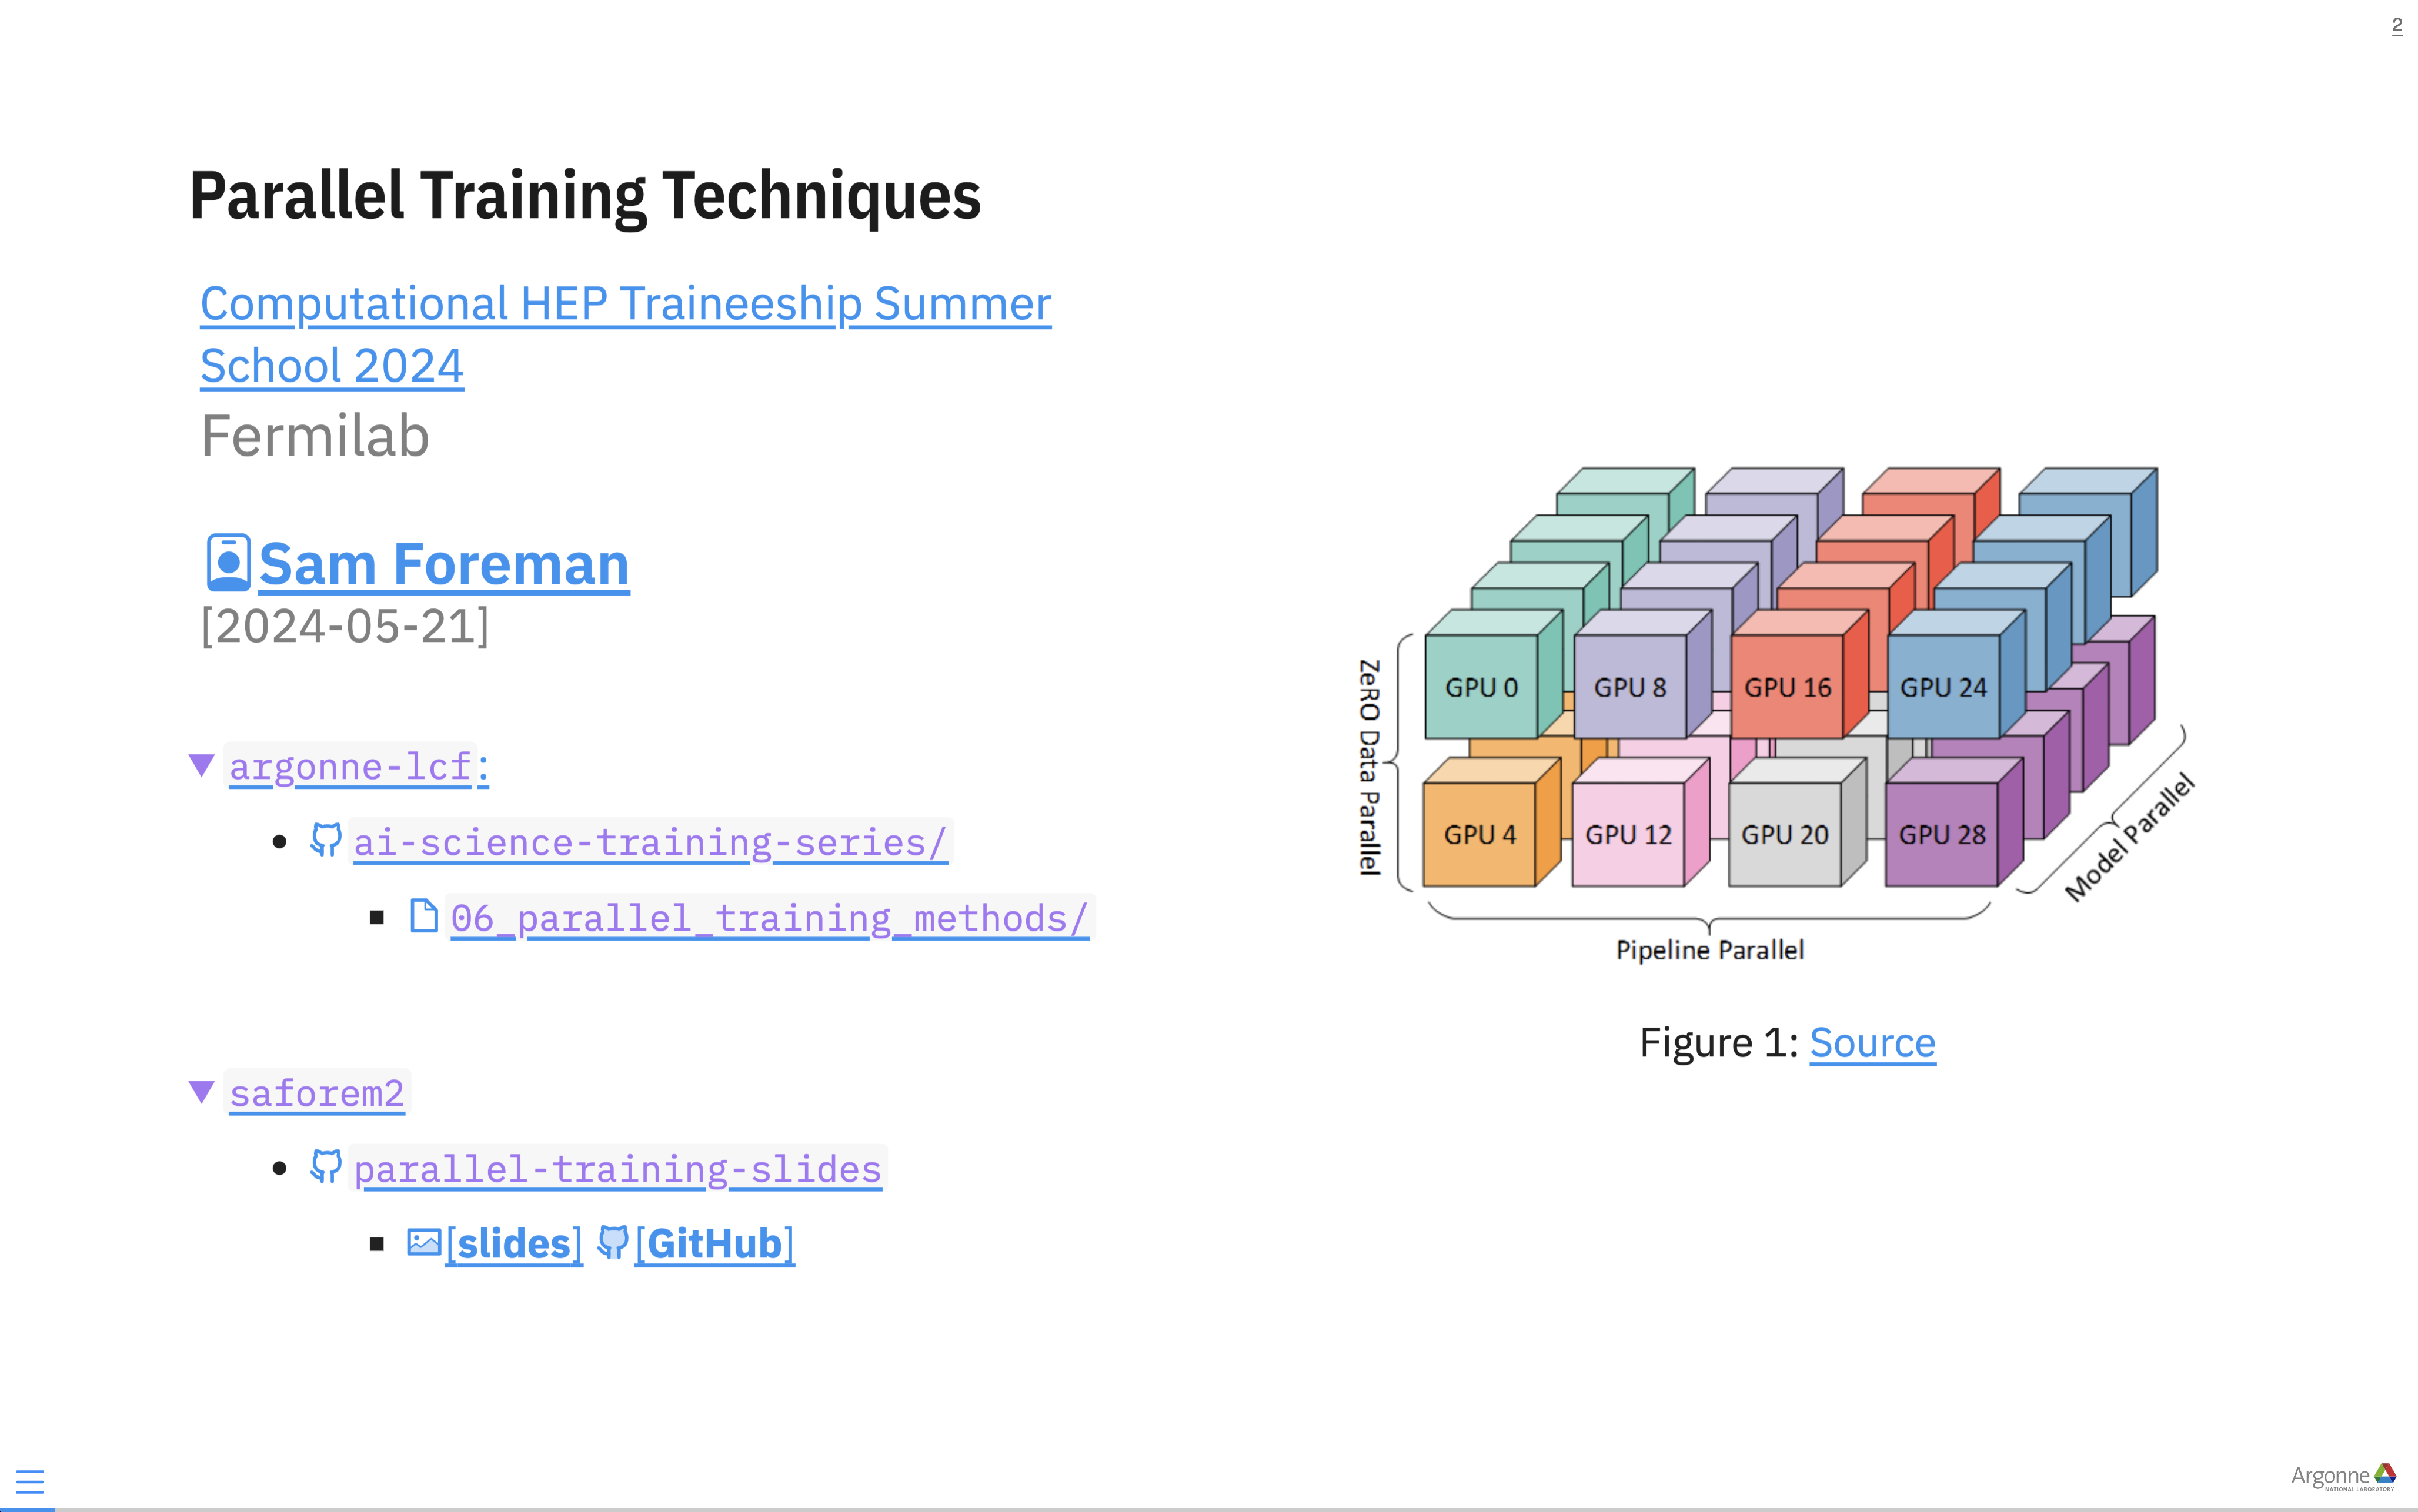 2
Parallel Training Techniques
Computational HEP Traineeship Summer
School 2024
Fermilab
Sam Foreman
[2024-05-21]
argonne-lcf:
ai-science-training-series/
06_parallel_training_methods/
saforem2
parallel-training-slides
[slides] [GitHub]
ZeRO Data Parallel
GPU 0 GPU 8 GPU 16 GPU 24
GPU 4 GPU 12 GPU 20 GPU 28
Model Parallel
Pipeline Parallel
Figure 1: Source
Argonne
NATIONAL LABORATORY